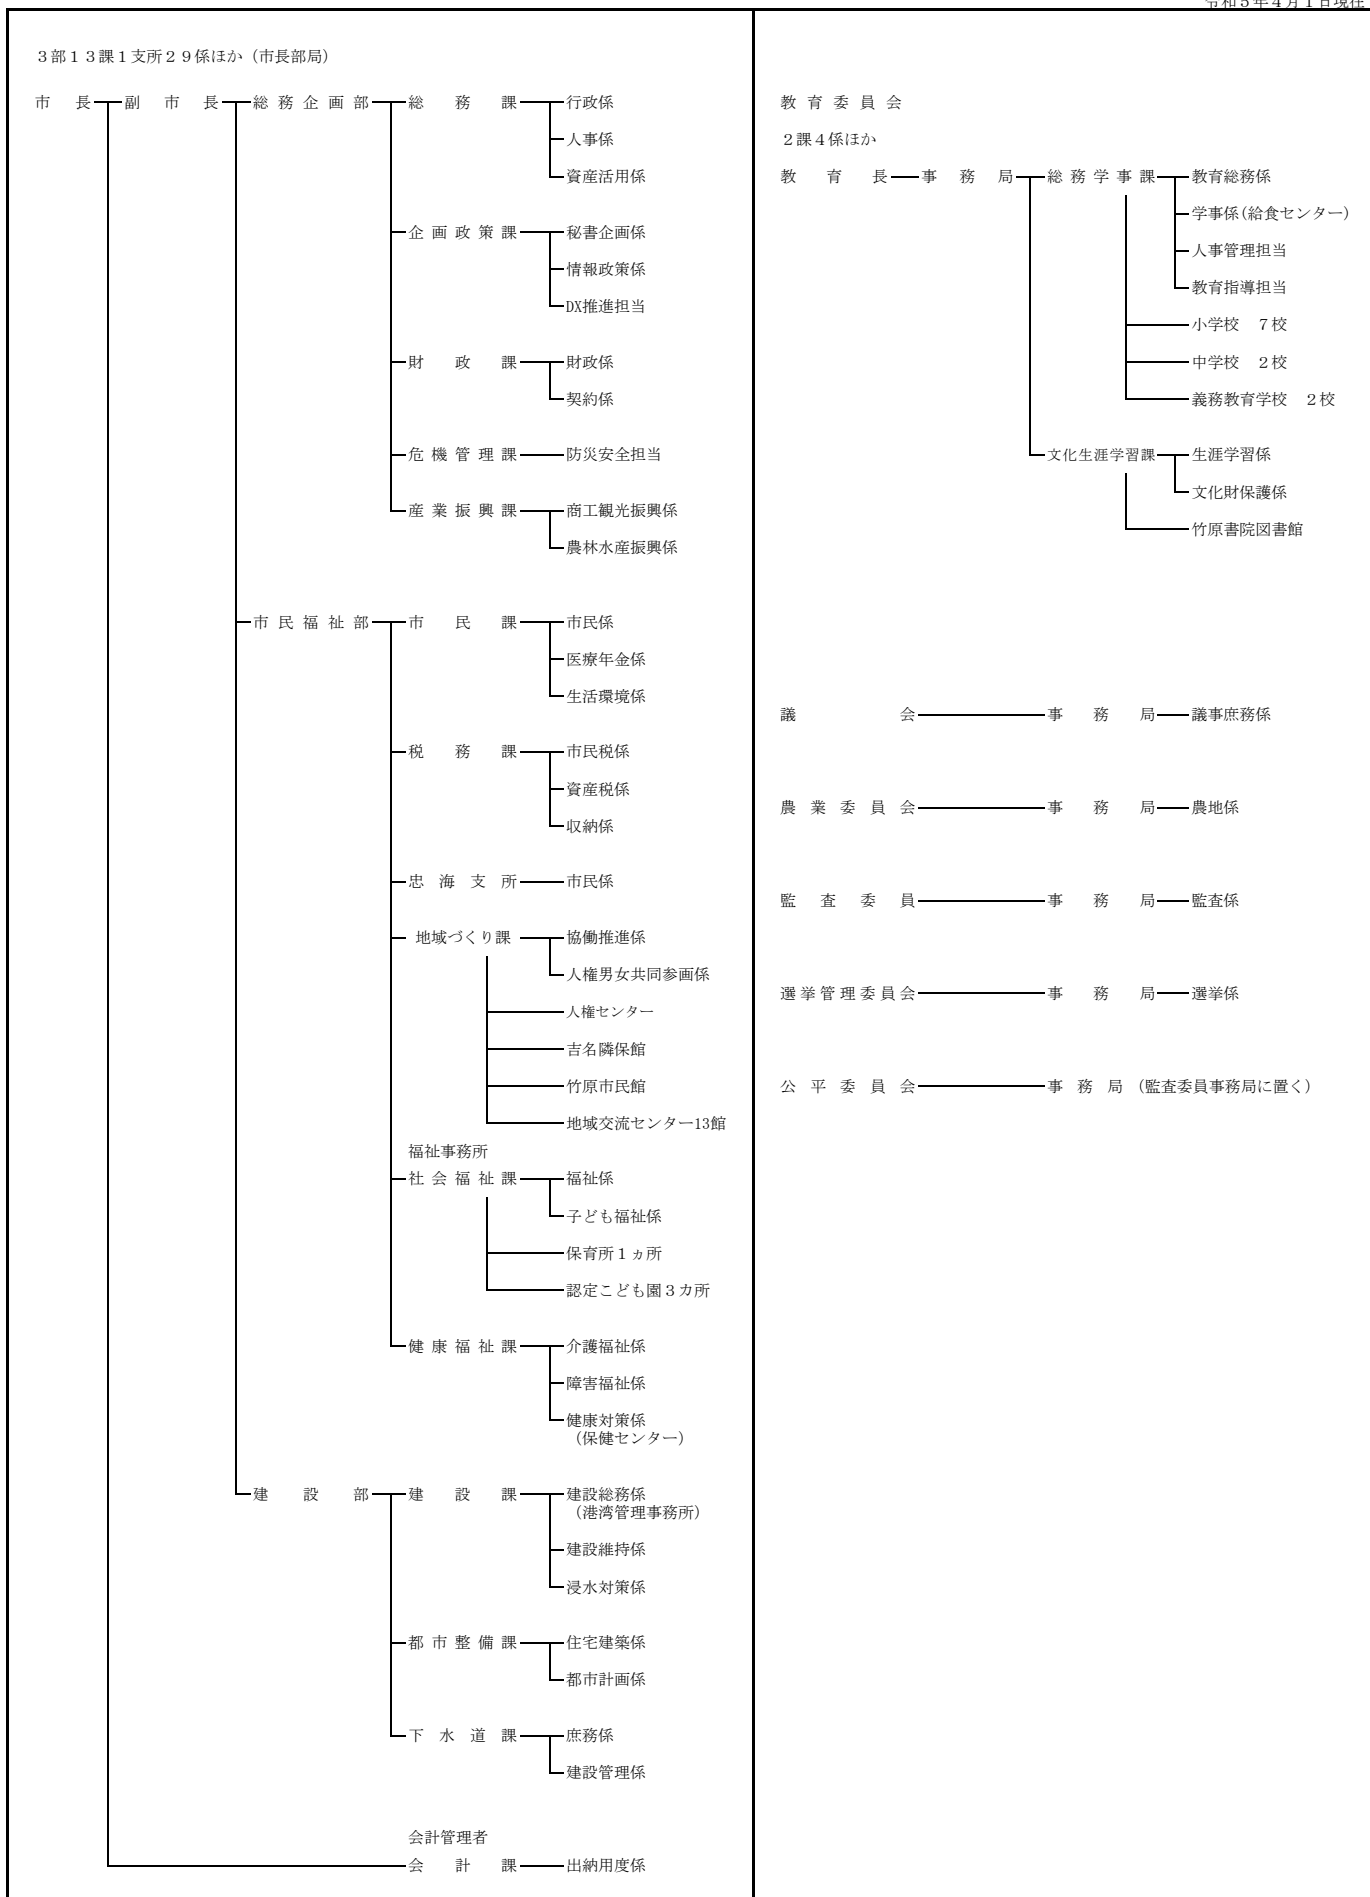 令和５年４月１日現在
３部１３課１支所２９係ほか（市長部局）
市長 副市長 総務企画部 総務課 行政係
人事係
資産活用係
企画政策課 秘書企画係
情報政策係
DX推進担当
財政課 財政係
契約係
危機管理課 防災安全担当
産業振興課 商工観光振興係
農林水産振興係
市民福祉部 市民課 市民係
医療年金係
生活環境係
税務課 市民税係
資産税係
収納係
忠海支所 市民係
地域づくり課 協働推進係
人権男女共同参画係
人権センター
吉名隣保館
竹原市民館
地域交流センター13館
福祉事務所
社会福祉課 福祉係
子ども福祉係
保育所１ヵ所
認定こども園３カ所
健康福祉課 介護福祉係
障害福祉係
健康対策係
（保健センター）
建設部 建設課 建設総務係
（港湾管理事務所）
建設維持係
浸水対策係
都市整備課 住宅建築係
都市計画係
下水道課 庶務係
建設管理係
会計管理者
会計課 出納用度係
教育委員会
２課４係ほか
教育長 事務局 総務学事課 教育総務係
学事係（給食センター）
人事管理担当
教育指導担当
小学校　７校
中学校　２校
義務教育学校　２校
文化生涯学習課 生涯学習係
文化財保護係
竹原書院図書館
議会 事務局 議事庶務係
農業委員会 事務局 農地係
監査委員 事務局 監査係
選挙管理委員会 事務局 選挙係
公平委員会 事務局 （監査委員事務局に置く）